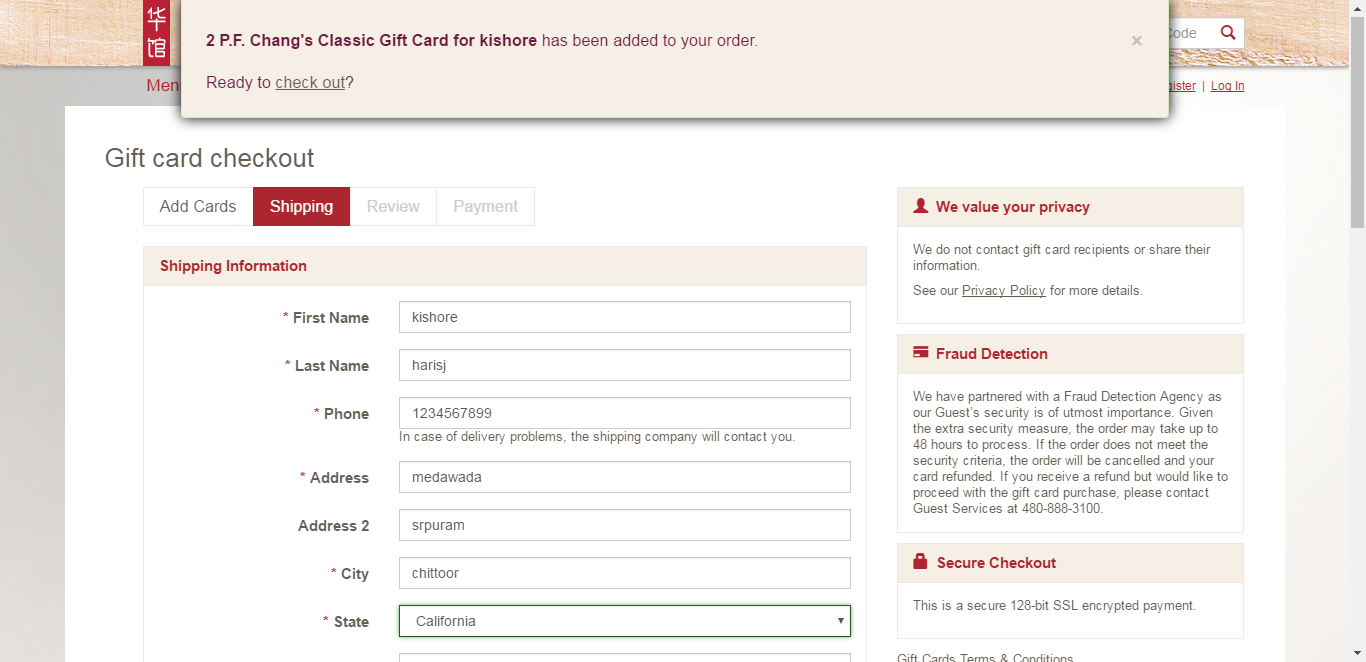 华
馆
2 P.F. Chang's Classic Gift Card for kishore has been added to your order.
×
Ready to check out?
Code
Men
ister | Log In
Gift card checkout
Add Cards
Shipping
Review
Payment
Shipping Information
* First Name
kishore
* Last Name
harisj
* Phone
1234567899
In case of delivery problems, the shipping company will contact you.
* Address
medawada
Address 2
srpuram
* City
chittoor
* State
California
We value your privacy
We do not contact gift card recipients or share their
information.
See our Privacy Policy for more details.
Fraud Detection
We have partnered with a Fraud Detection Agency as
our Guest's security is of utmost importance. Given
the extra security measure, the order may take up to
48 hours to process. If the order does not meet the
security criteria, the order will be cancelled and your
card refunded. If you receive a refund but would like to
proceed with the gift card purchase, please contact
Guest Services at 480-888-3100.
Secure Checkout
This is a secure 128-bit SSL encrypted payment.
Gift Cards Terms & Conditions